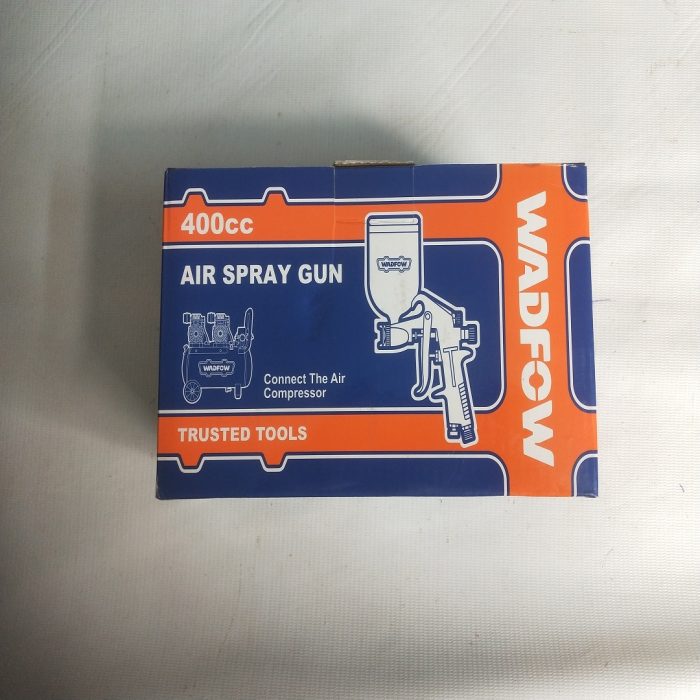 400cc
AIR SPRAY GUN
WADFOW
WADFOW
Connect The Air
Compressor
TRUSTED TOOLS
WADFOW